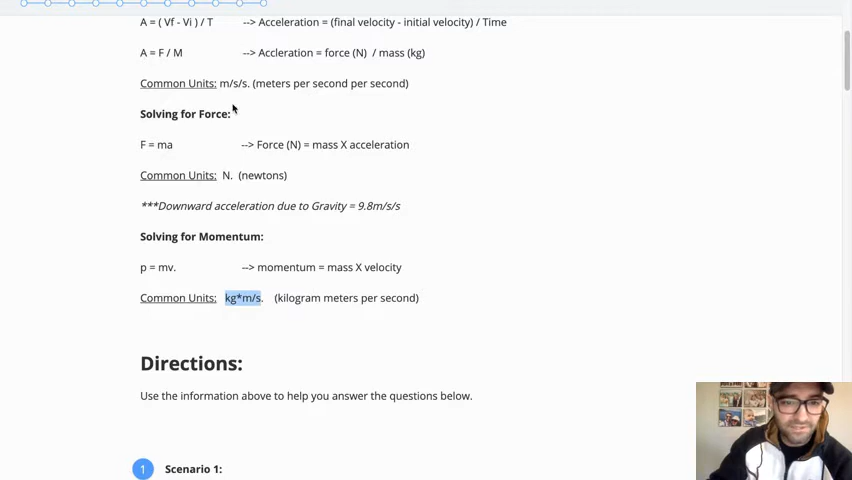 A = ( Vf - Vi ) / T --> Acceleration = (final velocity - initial velocity) / Time
A = F / M --> Accleration = force (N) / mass (kg)
Common Units: m/s/s. (meters per second per second)
Solving for Force:
F = ma --> Force (N) = mass X acceleration
Common Units: N. (newtons)
***Downward acceleration due to Gravity = 9.8m/s/s
Solving for Momentum:
p = mv. --> momentum = mass X velocity
Common Units: kg*m/s. (kilogram meters per second)
Directions:
Use the information above to help you answer the questions below.
1 Scenario 1: